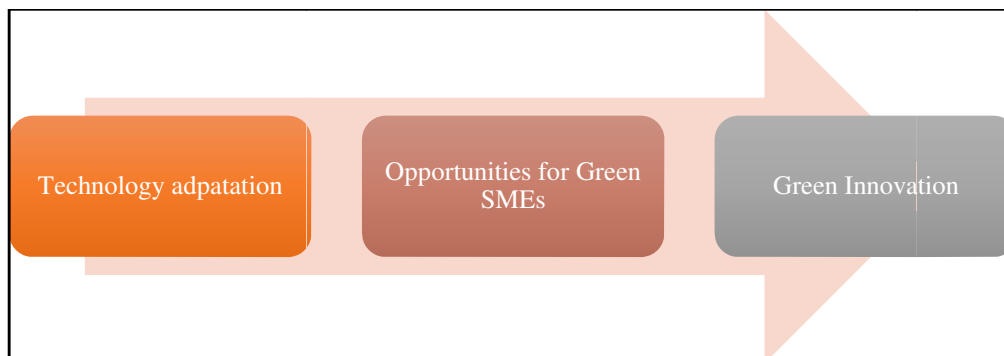 Technology adpatation
Opportunities for Green
SMEs
Green Innovation